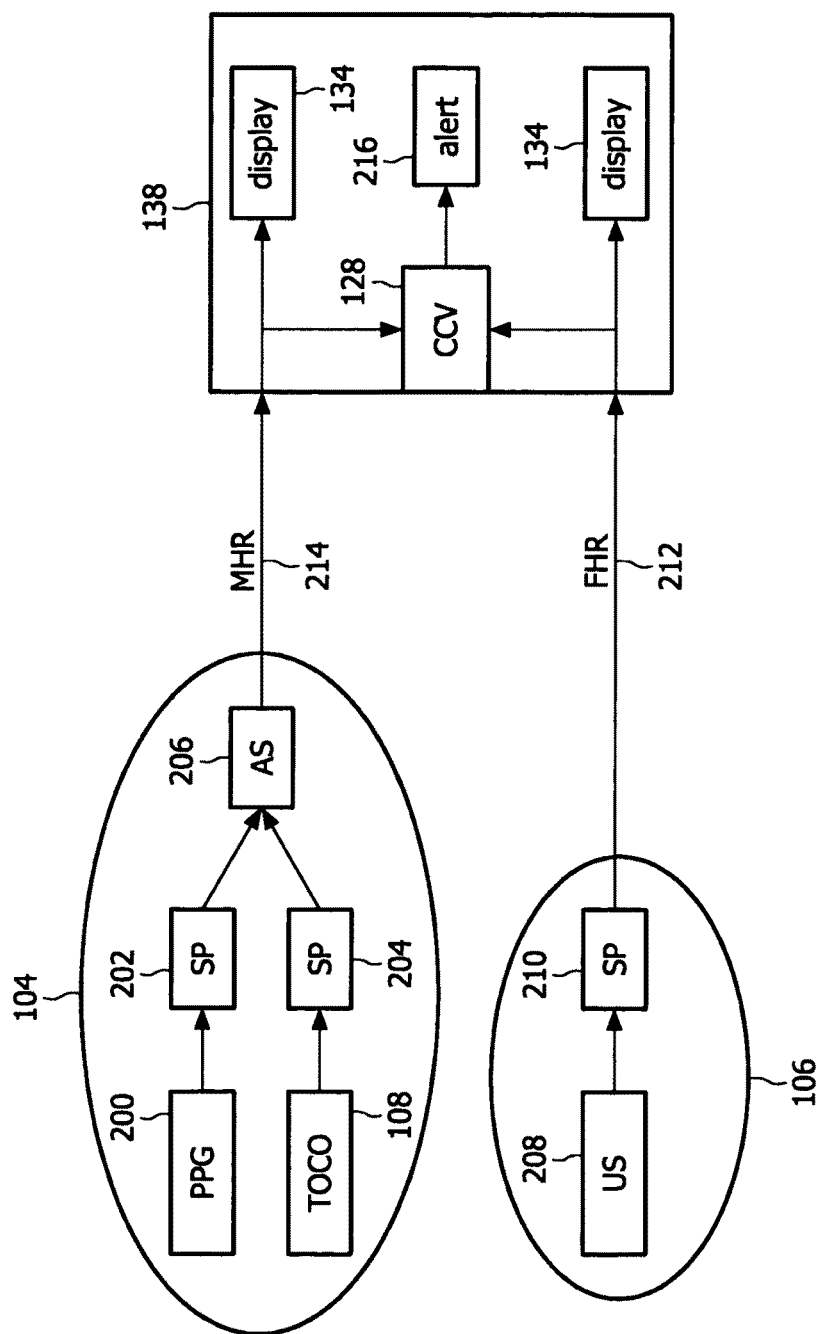 104
200
PPG
202
SP
TOCO
108
SP
204
206
AS
MHR
214
138
display
134
CCV
128
216
alert
display
134
FHR
212
208
US
210
SP
106